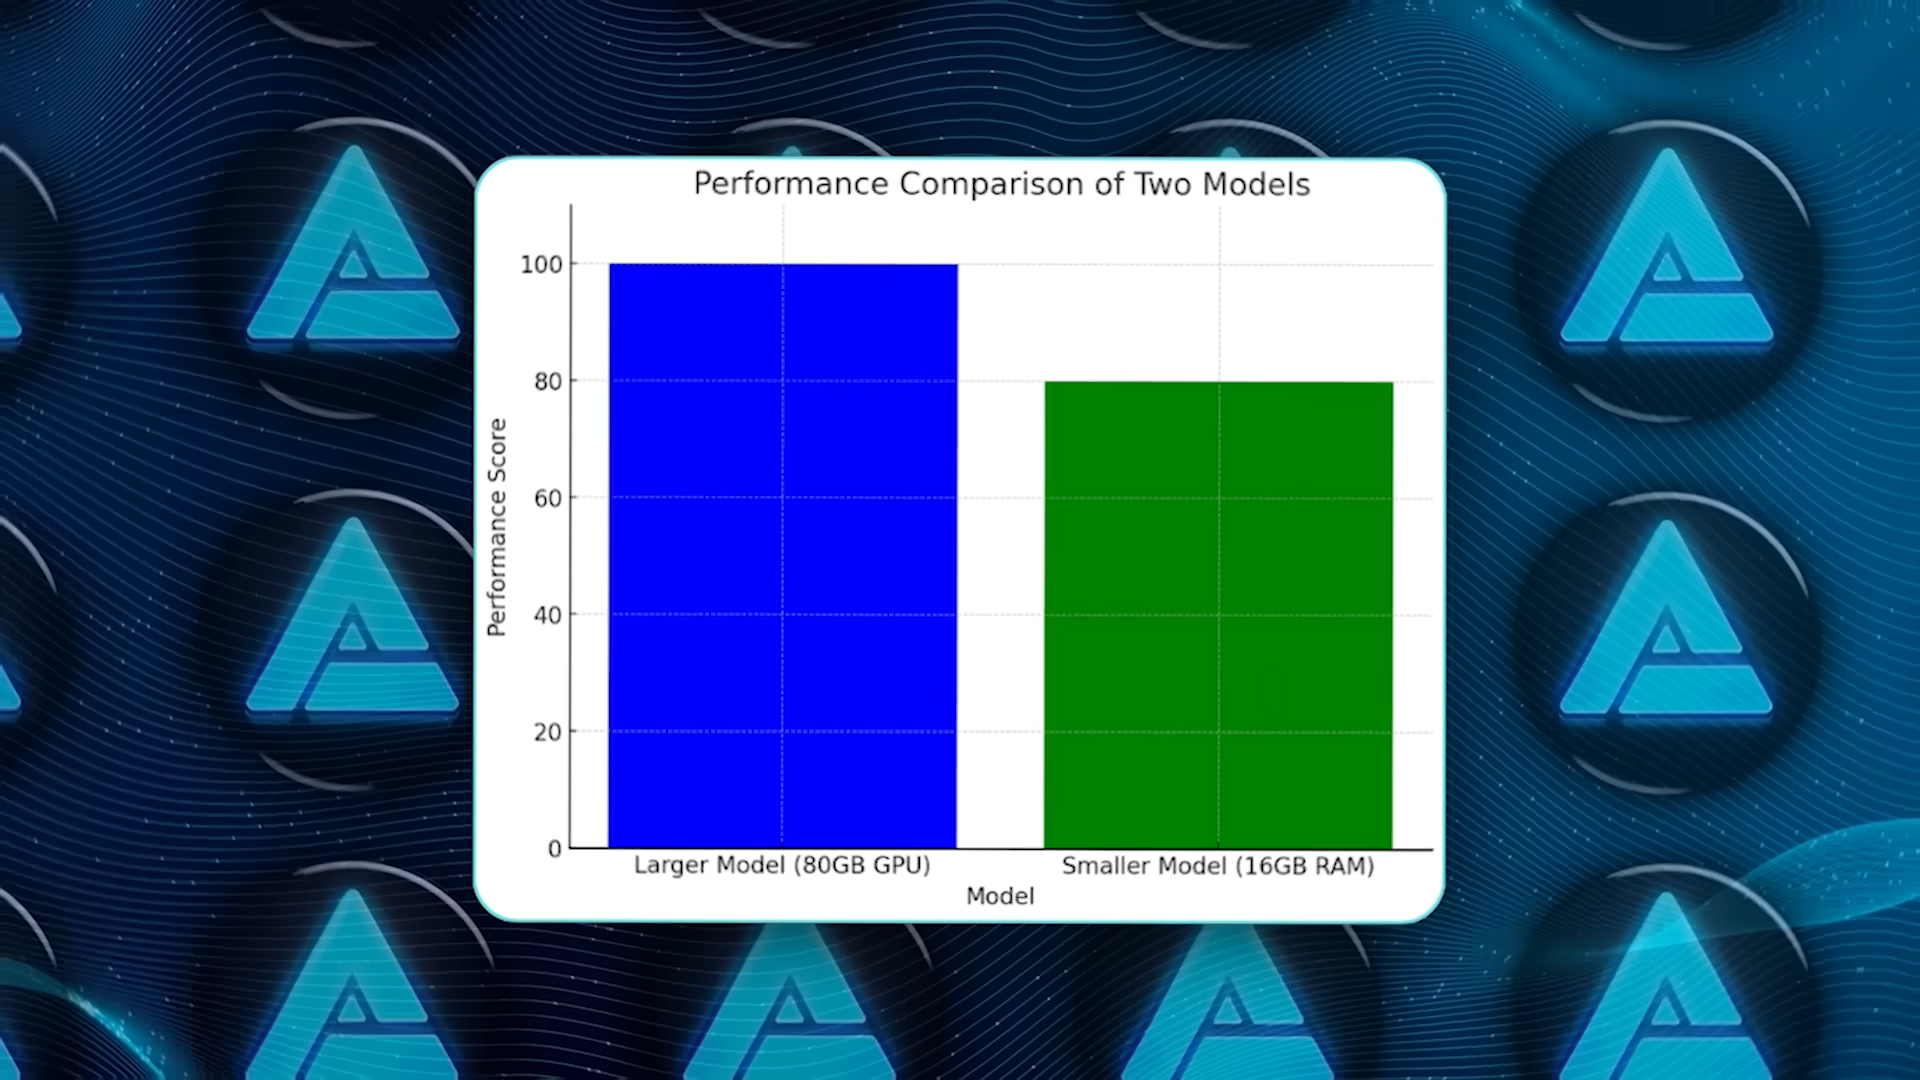 Performance Comparison of Two Models
Performance Score
100
80
60
40
20
0
Larger Model (80GB GPU)
Smaller Model (16GB RAM)
Model